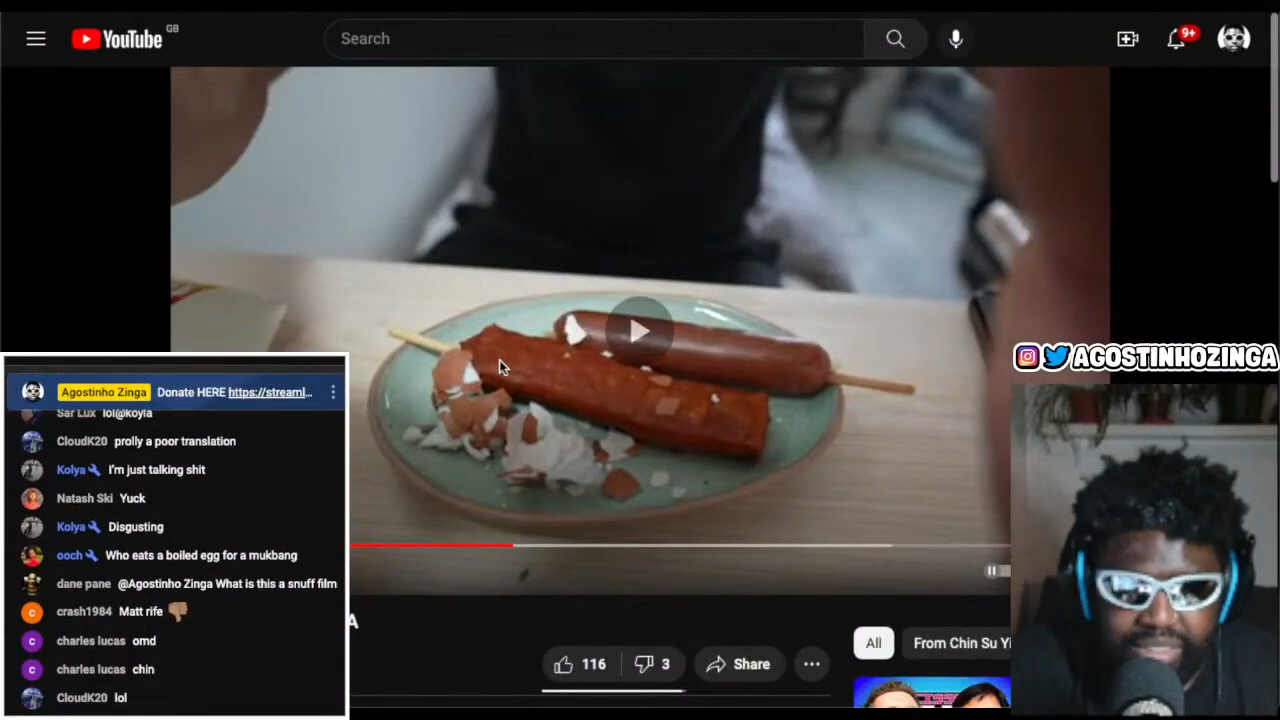 YouTube GB
Search
9+
Agostinho Zinga Donate HERE https://streaml...
Sar Lux lol@koyla
CloudK20 prolly a poor translation
Kolya I'm just talking shit
Natash Ski Yuck
Kolya Disgusting
ooch Who eats a boiled egg for a mukbang
dane pane @Agostinho Zinga What is this a snuff film
crash1984 Matt rife
charles lucas omd
charles lucas chin
CloudK20 lol
A
116
3
Share
All
From Chin Su Yi
AGOSTINHOZINGA